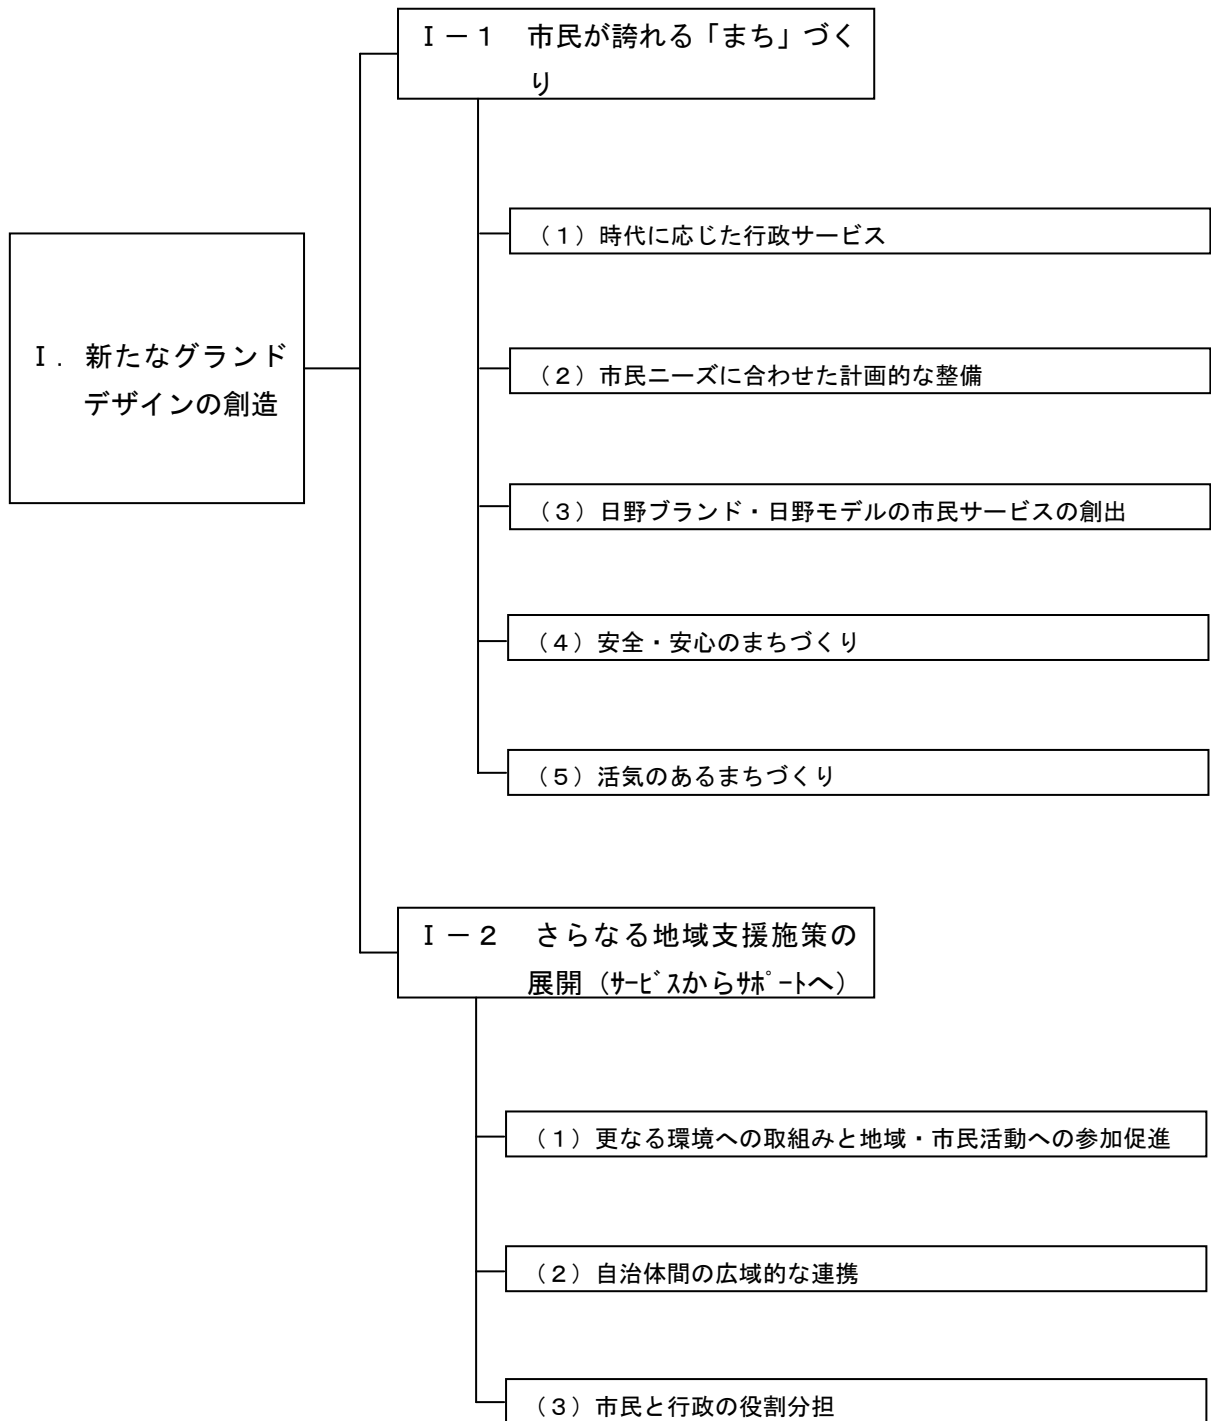 Ⅰ．新たなグランド
デザインの創造
Ⅰ－１　市民が誇れる「まち」づく
り
（１）時代に応じた行政サービス
（２）市民ニーズに合わせた計画的な整備
（３）日野ブランド・日野モデルの市民サービスの創出
（４）安全・安心のまちづくり
（５）活気のあるまちづくり
Ⅰ－２　さらなる地域支援施策の
展開（ｻｰﾋﾞｽからｻﾎﾟｰﾄへ）
（１）更なる環境への取組みと地域・市民活動への参加促進
（２）自治体間の広域的な連携
（３）市民と行政の役割分担